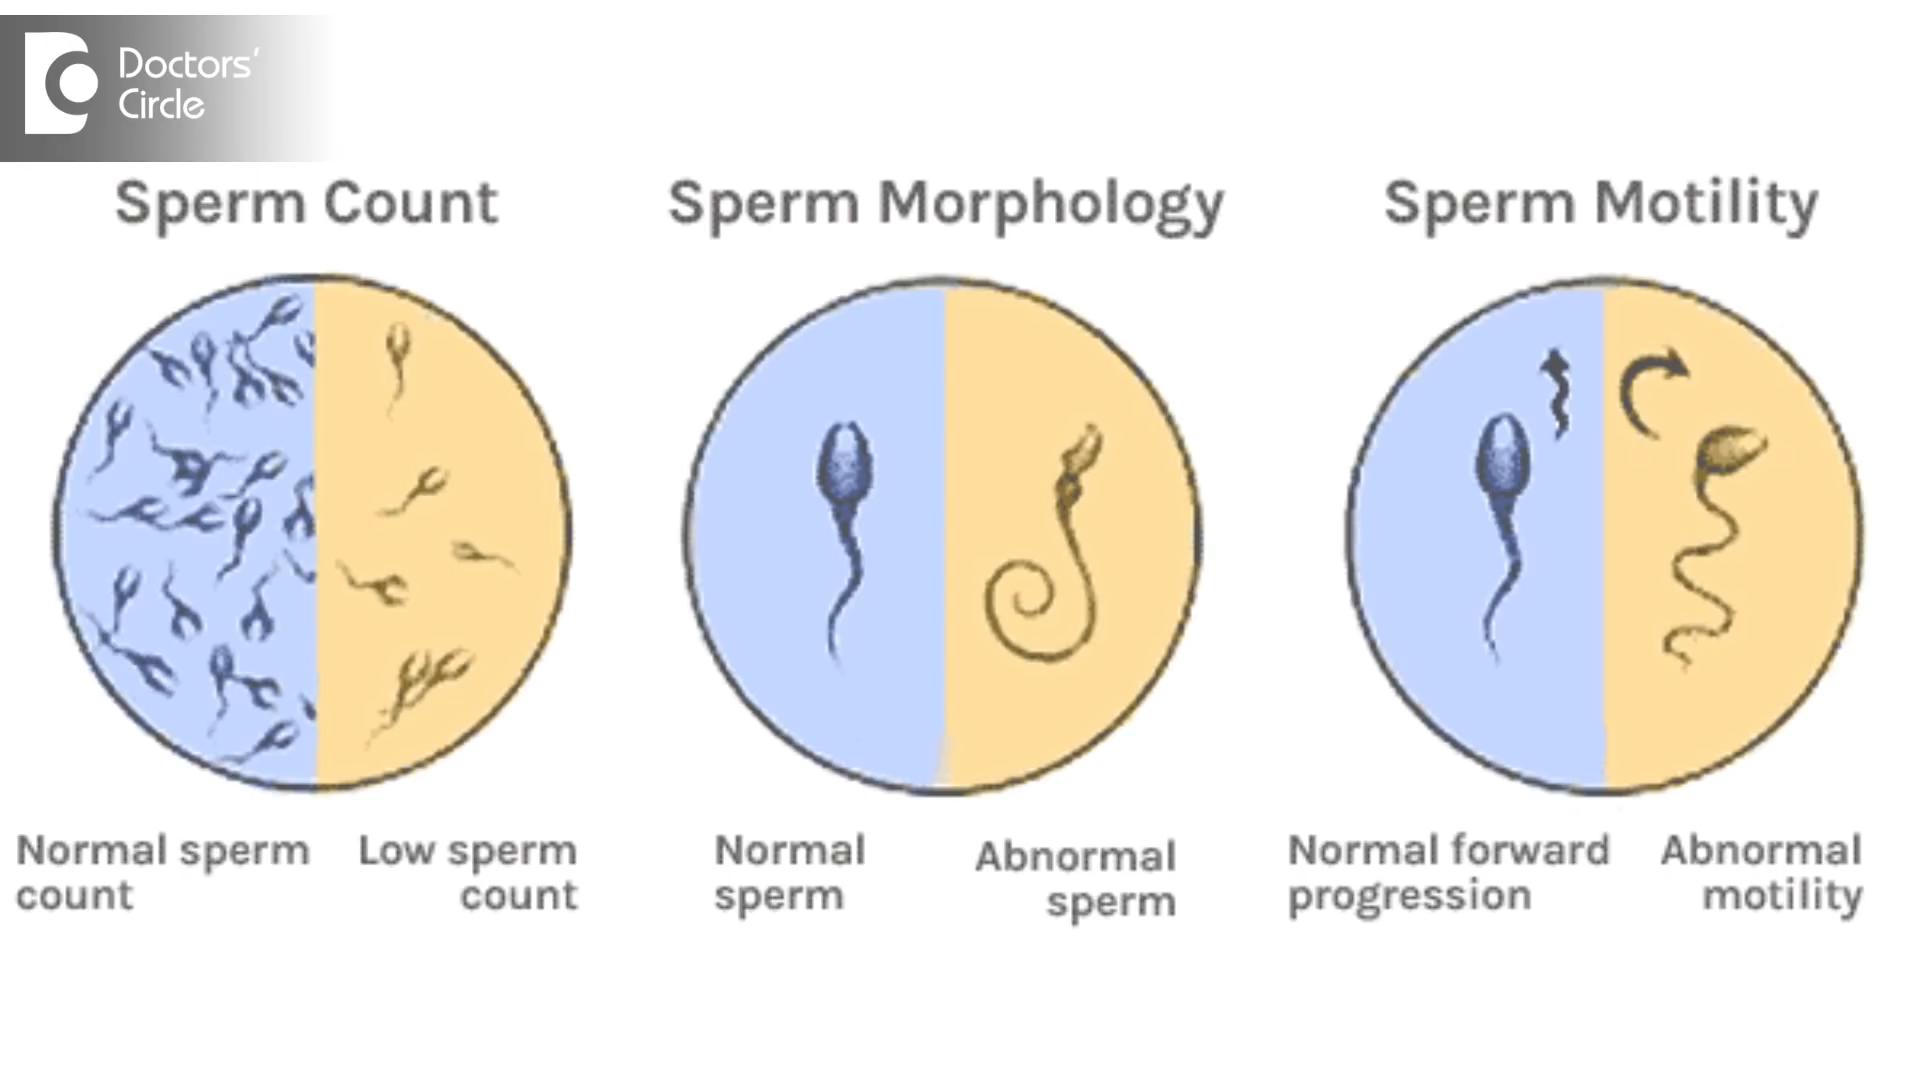 Doctors'
Circle
Sperm Count
Sperm Morphology
Sperm Motility
Normal sperm
count
Low sperm
count
Normal
sperm
Abnormal
sperm
Normal forward
progression
Abnormal
motility